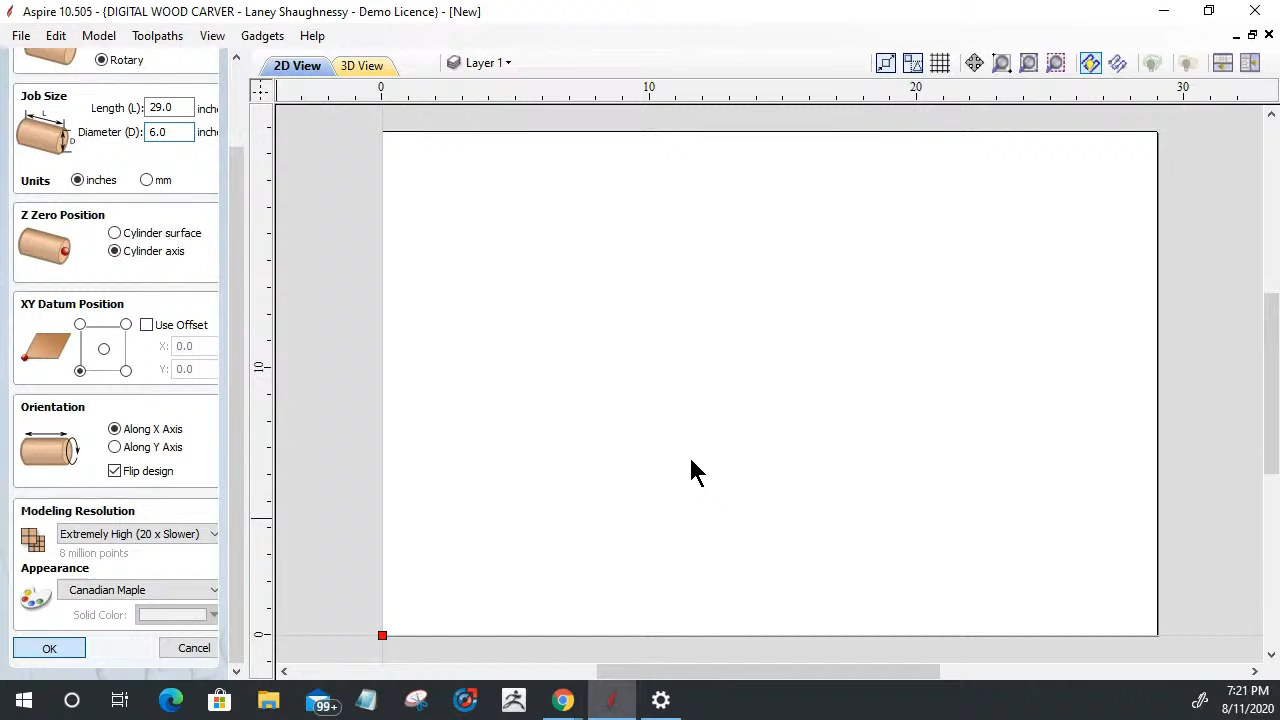 Aspire 10.505 - {DIGITAL WOOD CARVER - Laney Shaughnessy - Demo Licence} - [New]
File Edit Model Toolpaths View Gadgets Help
Rotary
2D View 3D View Layer 1
Job Size
Length (L): 29.0
Diameter (D): 6.0
L
D
Units inches mm
Z Zero Position
Cylinder surface
Cylinder axis
XY Datum Position
Use Offset
X: 0.0
Y: 0.0
Orientation
Along X Axis
Along Y Axis
Flip design
Modeling Resolution
Extremely High (20 x Slower)
8 million points
Appearance
Canadian Maple
Solid Color:
OK Cancel
0 10 20 30
10
0
99+
7:21 PM
8/11/2020